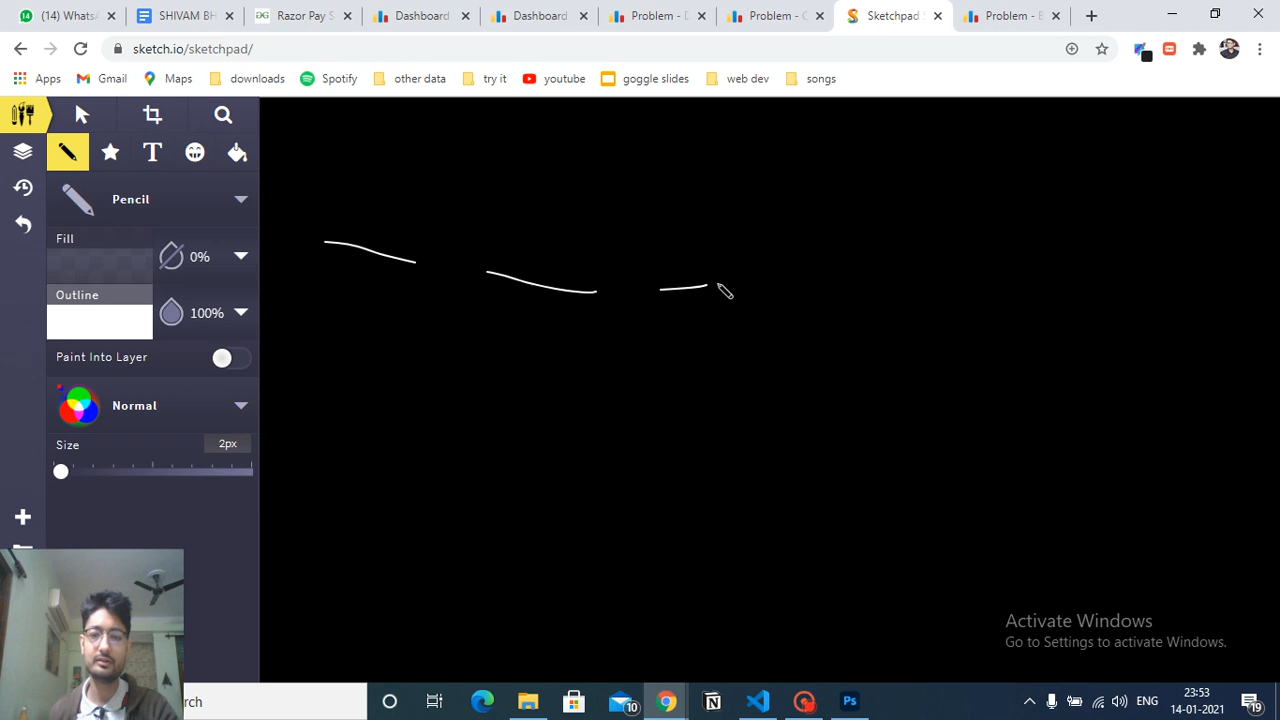 (14) WhatsA
SHIVAM BH
Razor Pay S
Dashboard
Dashboard
Problem - D
Problem - C
Sketchpad
Problem - B
sketch.io/sketchpad/
Apps
Gmail
Maps
downloads
Spotify
other data
try it
youtube
goggle slides
web dev
songs
T
Pencil
Fill
0%
Outline
100%
Paint Into Layer
Normal
Size
2px
Activate Windows
Go to Settings to activate Windows.
rch
10
N
Ps
ENG
23:53
14-01-2021
19